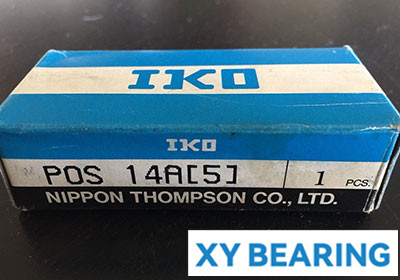 IKO
IKO
POS 14A[5] 1 PCS.
NIPPON THOMPSON CO., LTD.
XY BEARING